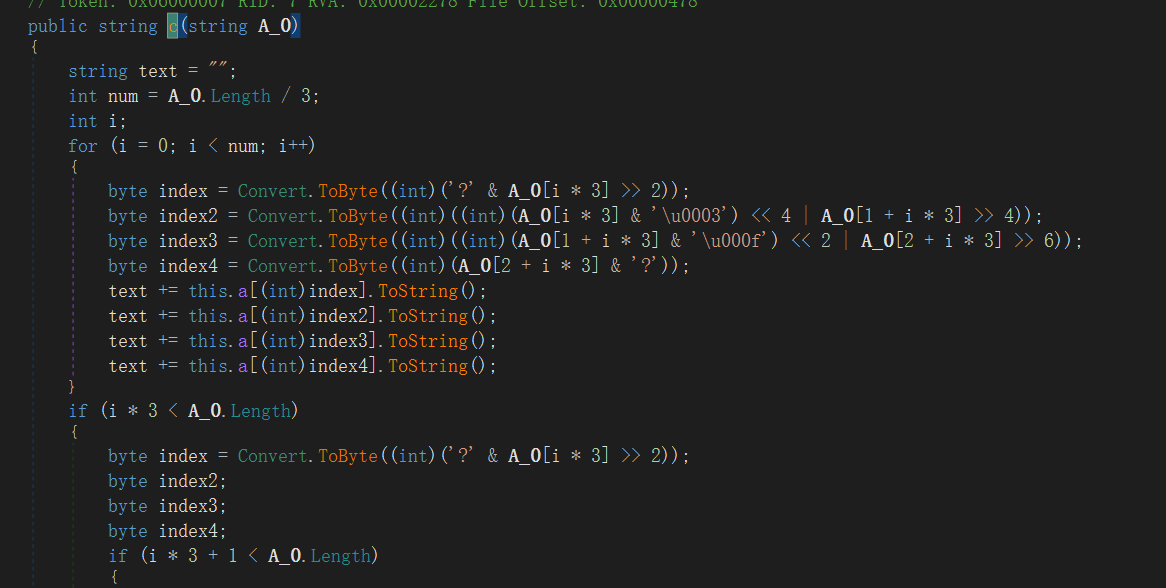 // Token: 0x06000007 RID: 7 RVA: 0x00002278 File Offset: 0x00000478
public string c(string A_0)
{
string text = "";
int num = A_0.Length / 3;
int i;
for (i = 0; i < num; i++)
{
byte index = Convert.ToByte((int)('?' & A_0[i * 3] >> 2));
byte index2 = Convert.ToByte((int)((int)(A_0[i * 3] & '\u0003') << 4 | A_0[1 + i * 3] >> 4));
byte index3 = Convert.ToByte((int)((int)(A_0[1 + i * 3] & '\u000f') << 2 | A_0[2 + i * 3] >> 6));
byte index4 = Convert.ToByte((int)(A_0[2 + i * 3] & '?'));
text += this.a[(int)index].ToString();
text += this.a[(int)index2].ToString();
text += this.a[(int)index3].ToString();
text += this.a[(int)index4].ToString();
}
if (i * 3 < A_0.Length)
{
byte index = Convert.ToByte((int)('?' & A_0[i * 3] >> 2));
byte index2;
byte index3;
byte index4;
if (i * 3 + 1 < A_0.Length)
{